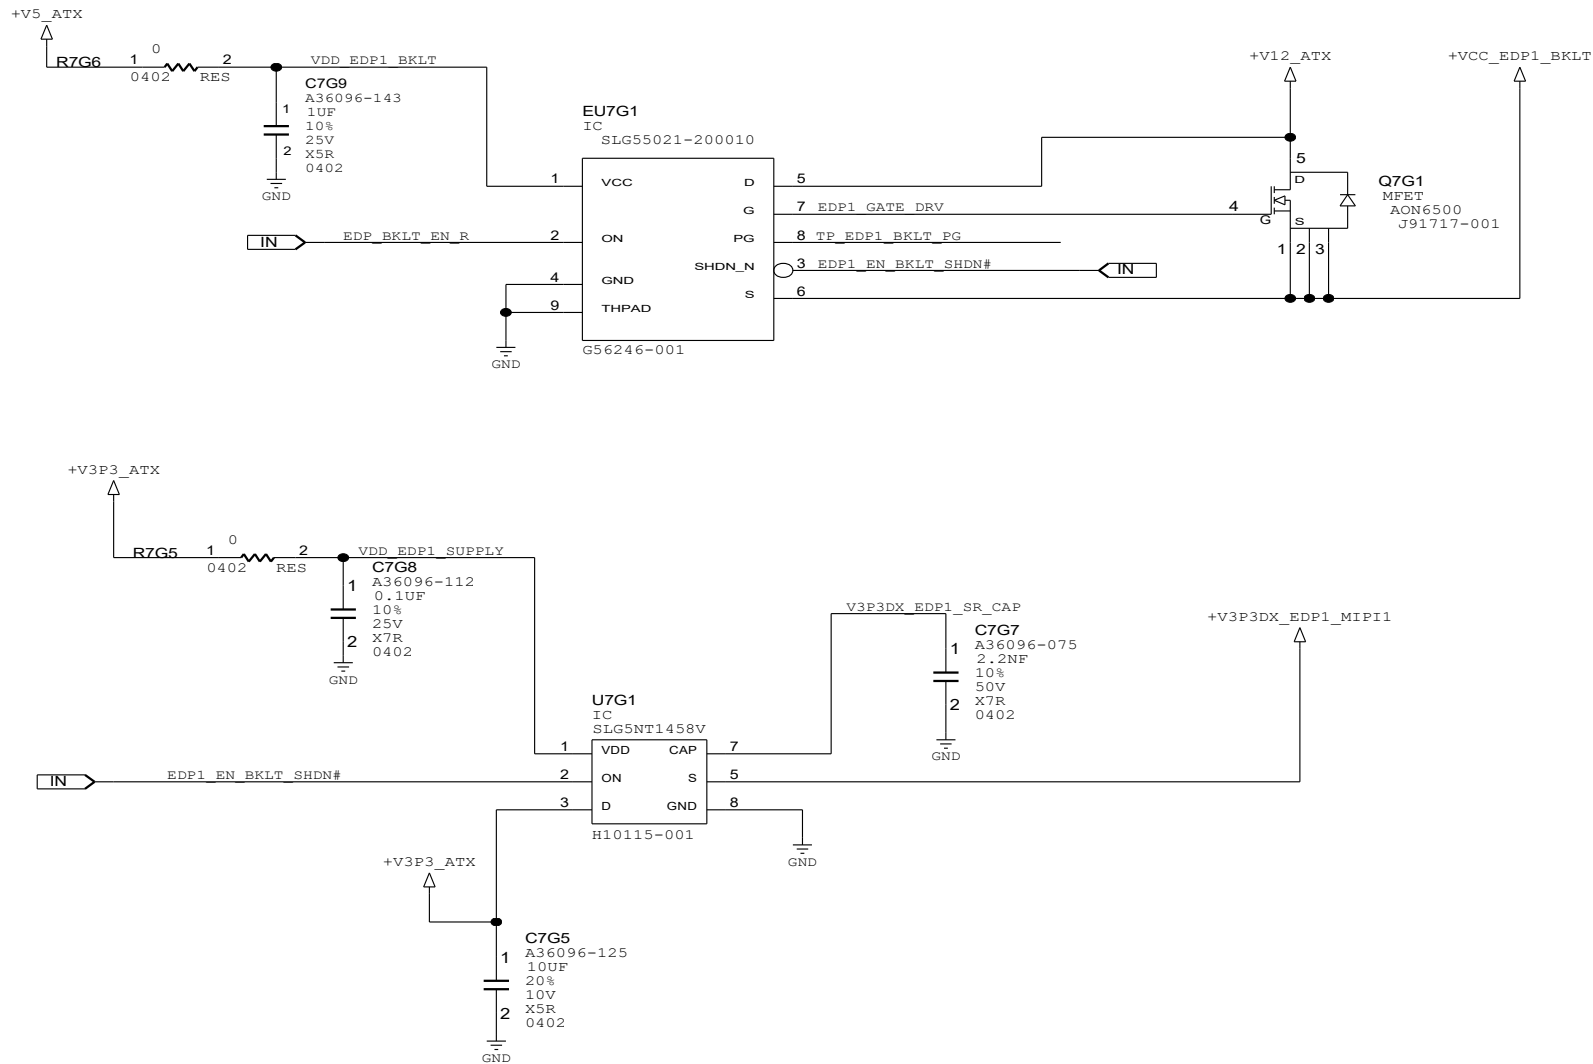 +V5_ATX
R7G6 1 0 2 VDD_EDP1_BKLT
0402 RES
C7G9
A36096-143
1 1UF
10%
25V
2 X5R
0402
GND
EU7G1
IC
SLG55021-200010
1 VCC D 5
G 7 EDP1_GATE_DRV
IN EDP_BKLT_EN_R 2 ON PG 8 TP_EDP1_BKLT_PG
SHDN_N 3 EDP1_EN_BKLT_SHDN# IN
4 GND
S 6
9 THPAD
GND
G56246-001
+V12_ATX
+VCC_EDP1_BKLT
5
D
4 G S
1 2 3
Q7G1
MFET
AON6500
J91717-001
+V3P3_ATX
R7G5 1 0 2 VDD_EDP1_SUPPLY
0402 RES
C7G8
1 A36096-112
0.1UF
10%
25V
2 X7R
0402
GND
V3P3DX_EDP1_SR_CAP
C7G7
1 A36096-075
2.2NF
10%
50V
2 X7R
0402
GND
+V3P3DX_EDP1_MIPI1
U7G1
IC
SLG5NT1458V
1 VDD CAP 7
IN EDP1_EN_BKLT_SHDN# 2 ON S 5
3 D GND 8
H10115-001
GND
+V3P3_ATX
C7G5
1 A36096-125
10UF
20%
10V
2 X5R
0402
GND